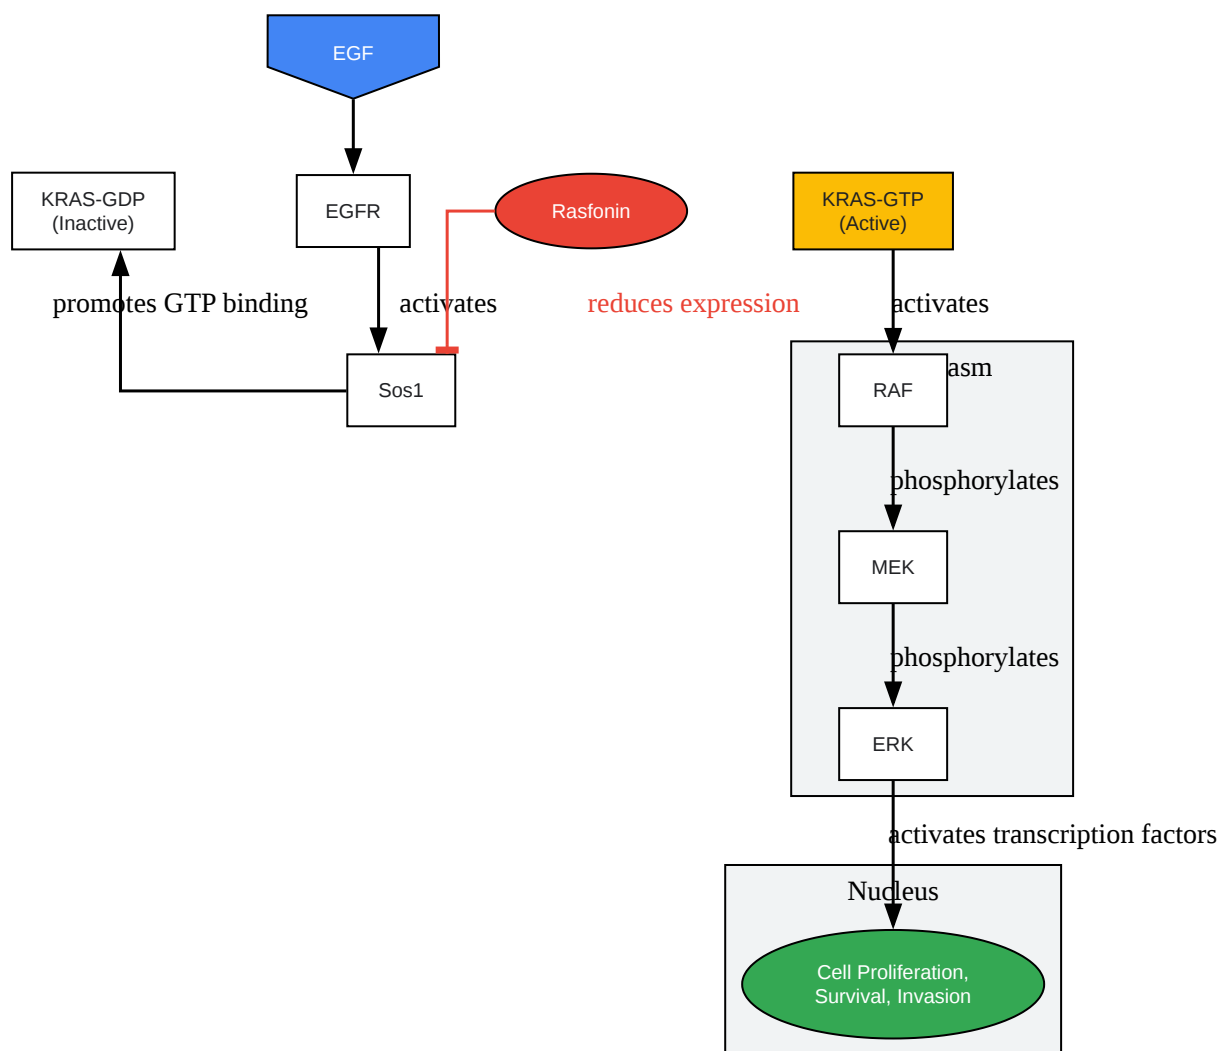 EGF
KRAS-GDP
(Inactive)
EGFR
Rasfonin
KRAS-GTP
(Active)
promotes GTP binding
activates
reduces expression
activates
Sos1
RAF
asm
phosphorylates
MEK
phosphorylates
ERK
activates transcription factors
Nucleus
Cell Proliferation,
Survival, Invasion